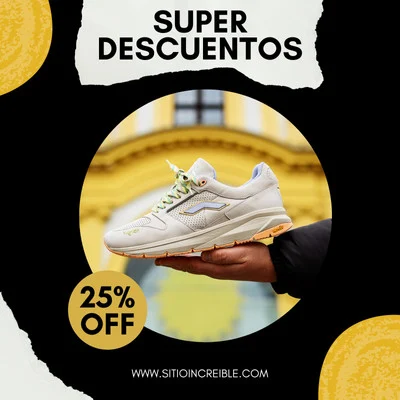 SUPER
DESCUENTOS
25%
OFF
WWW.SITIOINCREIBLE.COM